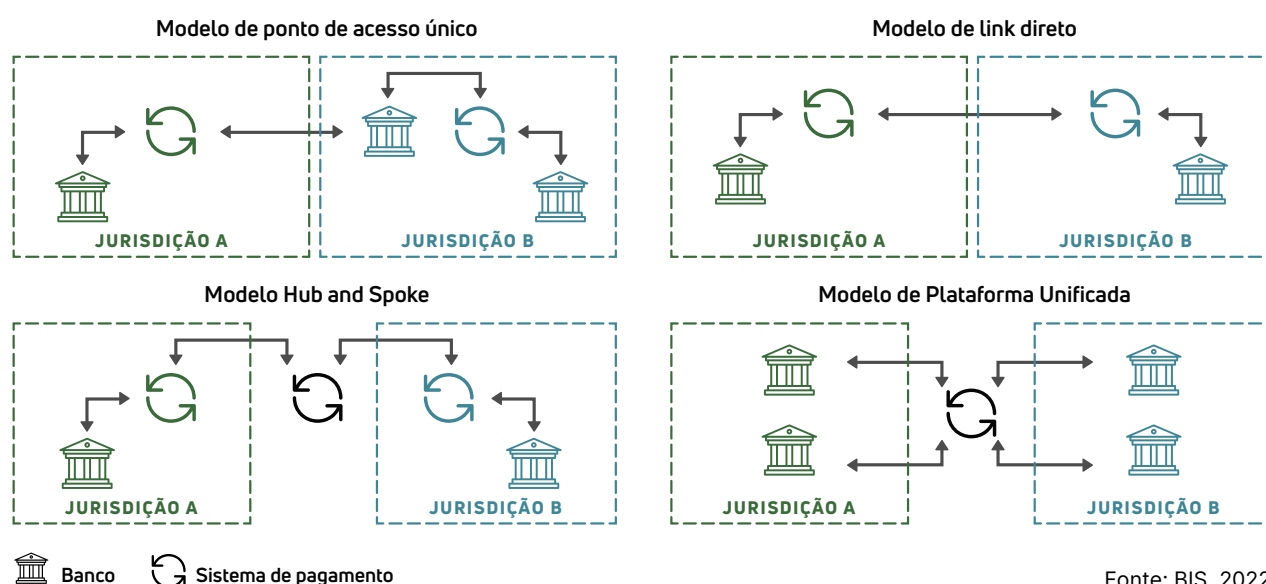 Modelo de ponto de acesso único
Modelo de link direto
JURISDIÇÃO A
JURISDIÇÃO B
JURISDIÇÃO A
JURISDIÇÃO B
Modelo Hub and Spoke
Modelo de Plataforma Unificada
JURISDIÇÃO A
JURISDIÇÃO B
JURISDIÇÃO A
JURISDIÇÃO B
Banco
Sistema de pagamento
Fonte: BIS, 2022